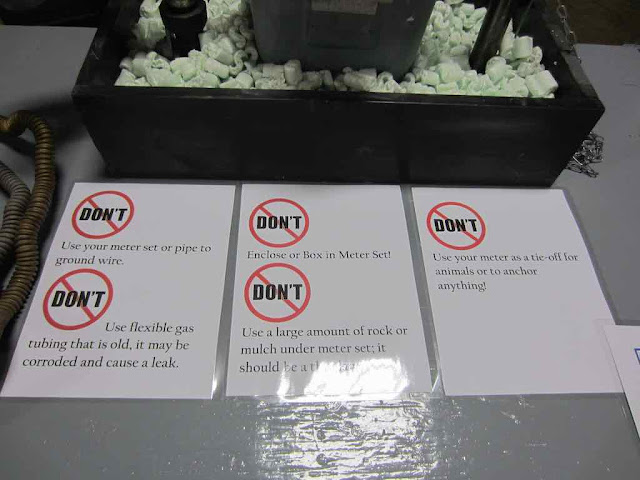 DON'T
Use your meter set or pipe to
ground wire.
DON'T
Use flexible gas
tubing that is old, it may be
corroded and cause a leak.
DON'T
Enclose or Box in Meter Set!
DON'T
Use a large amount of rock or
mulch under meter set; it
should be a
DON'T
Use your meter as a tie-off for
animals or to anchor
anything!